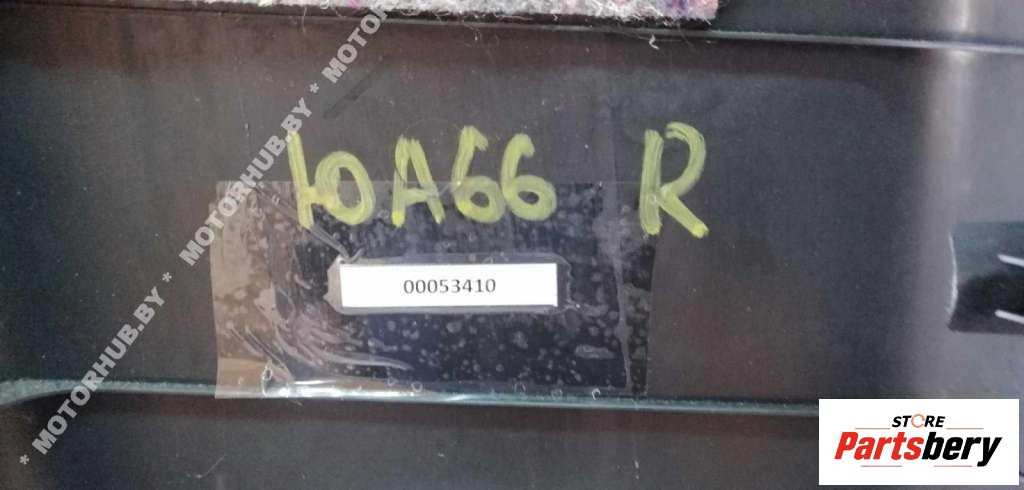 ЮА66 R
00053410
* MOTORHUB.BY * MOTORHUB.BY * MOTO
STORE
Partsbery